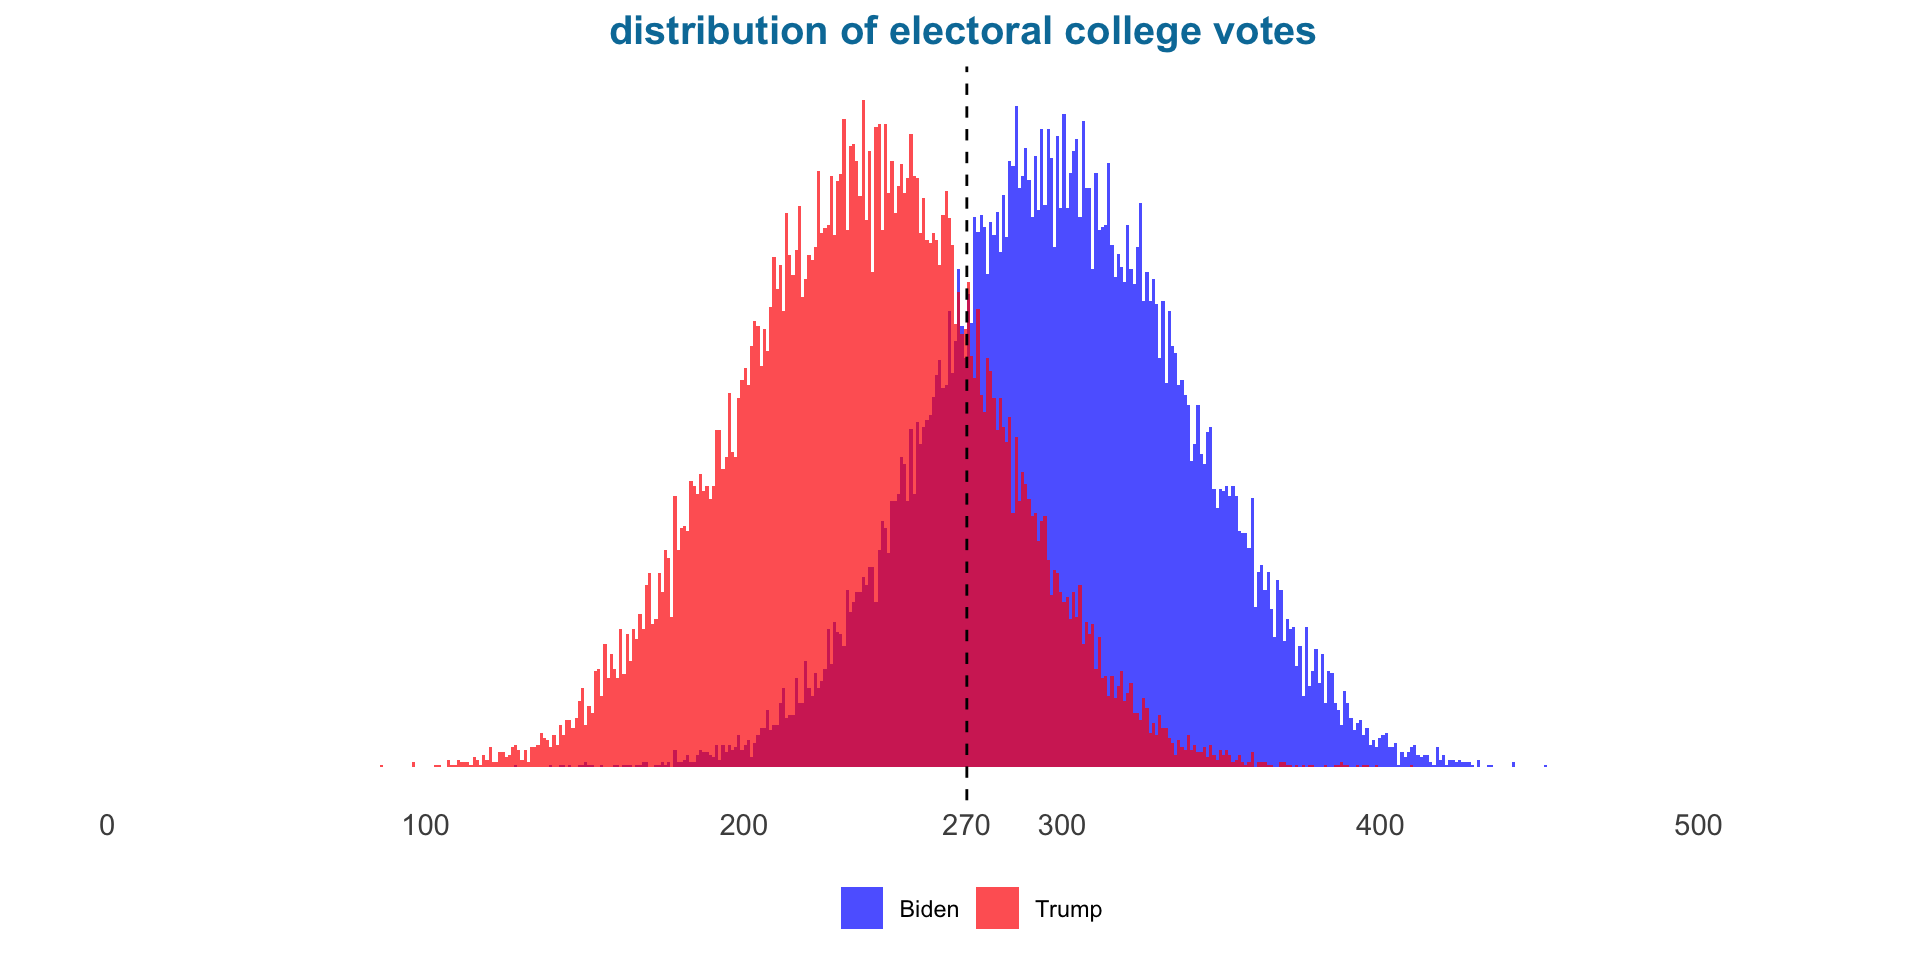 distribution of electoral college votes
0 100 200 270 300 400 500
Biden Trump